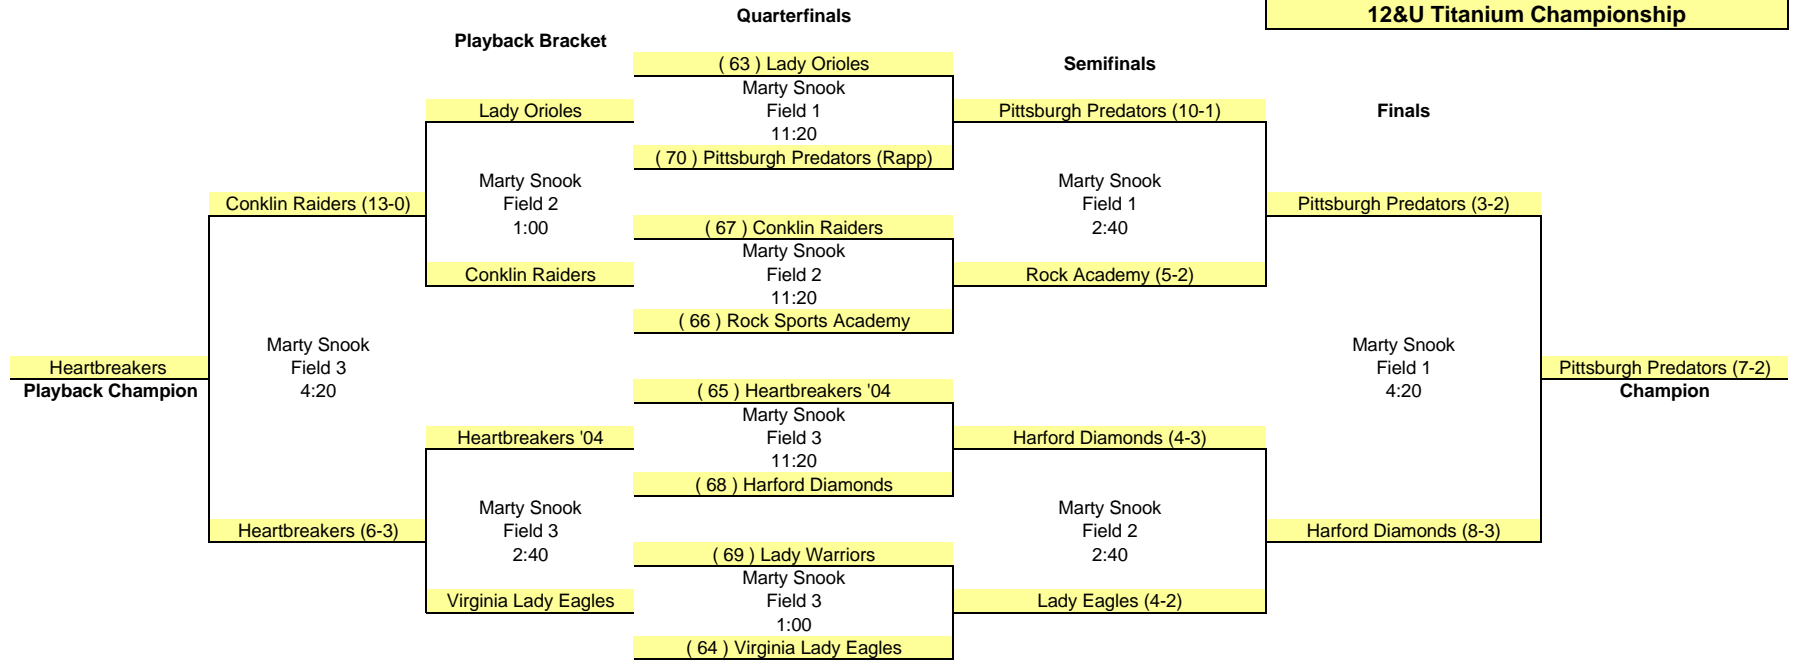 12&U Titanium Championship
Quarterfinals
Playback Bracket
( 63 ) Lady Orioles
Semifinals
Marty Snook
Lady Orioles
Field 1
Pittsburgh Predators (10-1)
Finals
11:20
( 70 ) Pittsburgh Predators (Rapp)
Marty Snook
Marty Snook
Conklin Raiders (13-0)
Field 2
Field 1
Pittsburgh Predators (3-2)
1:00
( 67 ) Conklin Raiders
2:40
Marty Snook
Conklin Raiders
Field 2
Rock Academy (5-2)
11:20
( 66 ) Rock Sports Academy
Marty Snook
Marty Snook
Heartbreakers
Field 3
Field 1
Pittsburgh Predators (7-2)
Playback Champion
4:20
( 65 ) Heartbreakers '04
4:20
Champion
Marty Snook
Heartbreakers '04
Field 3
Harford Diamonds (4-3)
11:20
( 68 ) Harford Diamonds
Marty Snook
Marty Snook
Heartbreakers (6-3)
Field 3
Field 2
Harford Diamonds (8-3)
2:40
( 69 ) Lady Warriors
2:40
Marty Snook
Virginia Lady Eagles
Field 3
Lady Eagles (4-2)
1:00
( 64 ) Virginia Lady Eagles